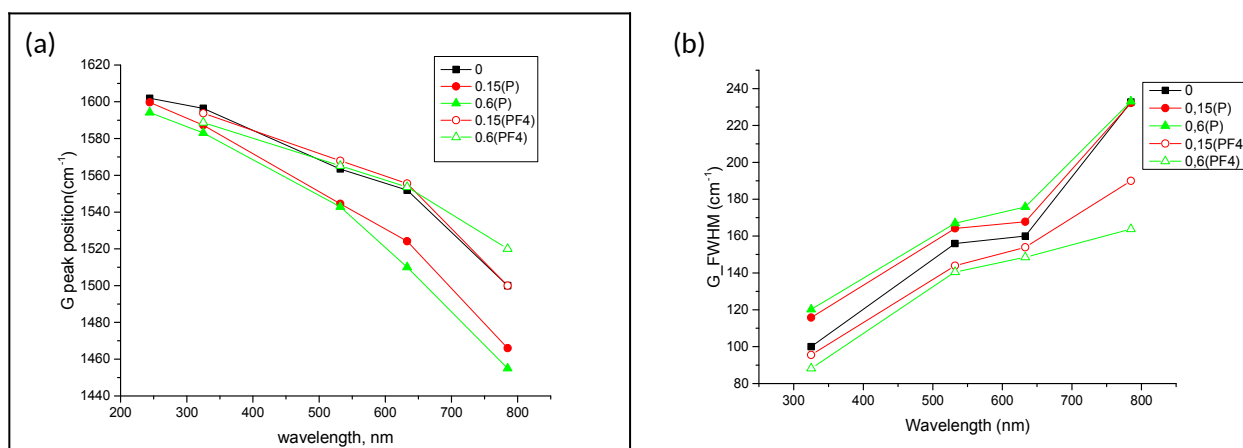 (a)
1620
1600
1580
1560
1540
1520
1500
1480
1460
1440
G peak position(cm-1)
200 300 400 500 600 700 800
wavelength, nm
0
0.15(P)
0.6(P)
0.15(PF4)
0.6(PF4)
(b)
240
220
200
180
160
140
120
100
80
G_FWHM (cm-1)
300 400 500 600 700 800
Wavelength (nm)
0
0,15(P)
0,6(P)
0,15(PF4
0,6(PF4)